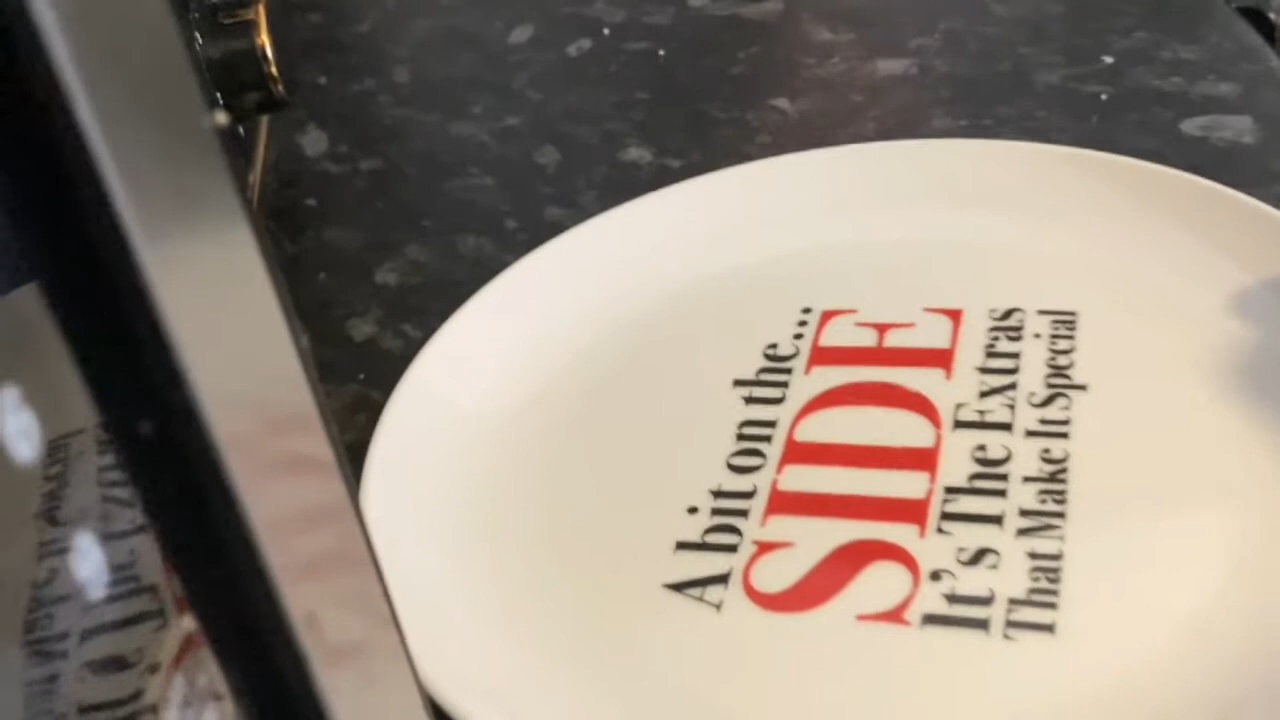 A bit on the...
SIDE
It's The Extras
That Make It Special